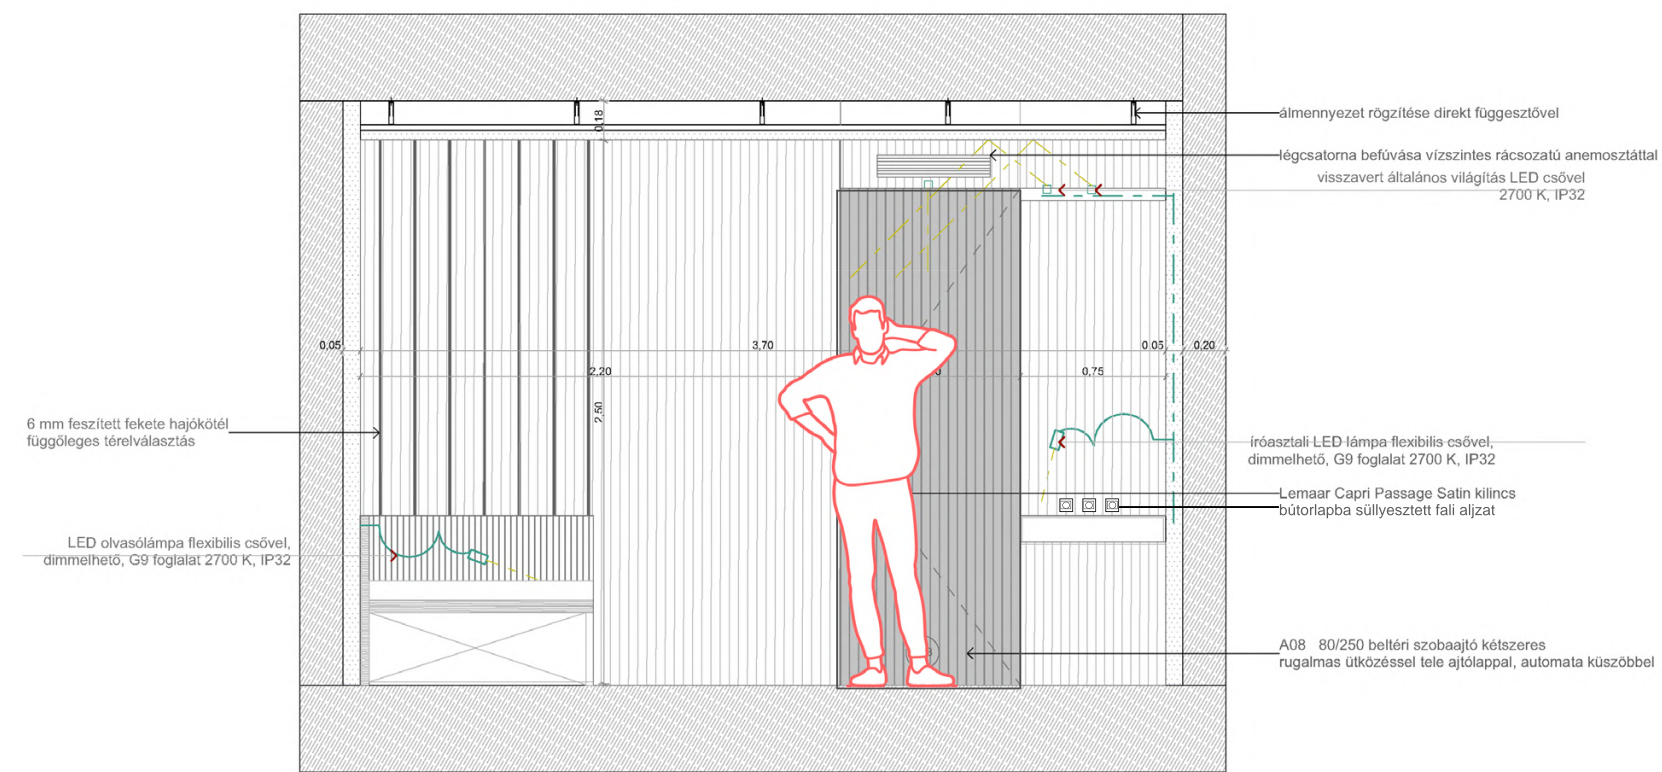 0,18
álmennyezet rögzítése direkt függesztővel
légcsatorna befúvása vízszintes rácsozatú anemosztáttal
visszavert általános világítás LED csővel
2700 K, IP32
0,05
3,70
0,05
0,20
2,20
0,75
2,50
6 mm feszített fekete hajókötél
függőleges térelválasztás
íróasztali LED lámpa flexibilis csővel,
dimmelhető, G9 foglalat 2700 K, IP32
Lemaar Capri Passage Satin kilincs
bútorlapba süllyesztett fali aljzat
LED olvasólámpa flexibilis csővel,
dimmelhető, G9 foglalat 2700 K, IP32
A08 80/250 beltéri szobaajtó kétszeres
rugalmas ütközéssel tele ajtólappal, automata küszöbbel